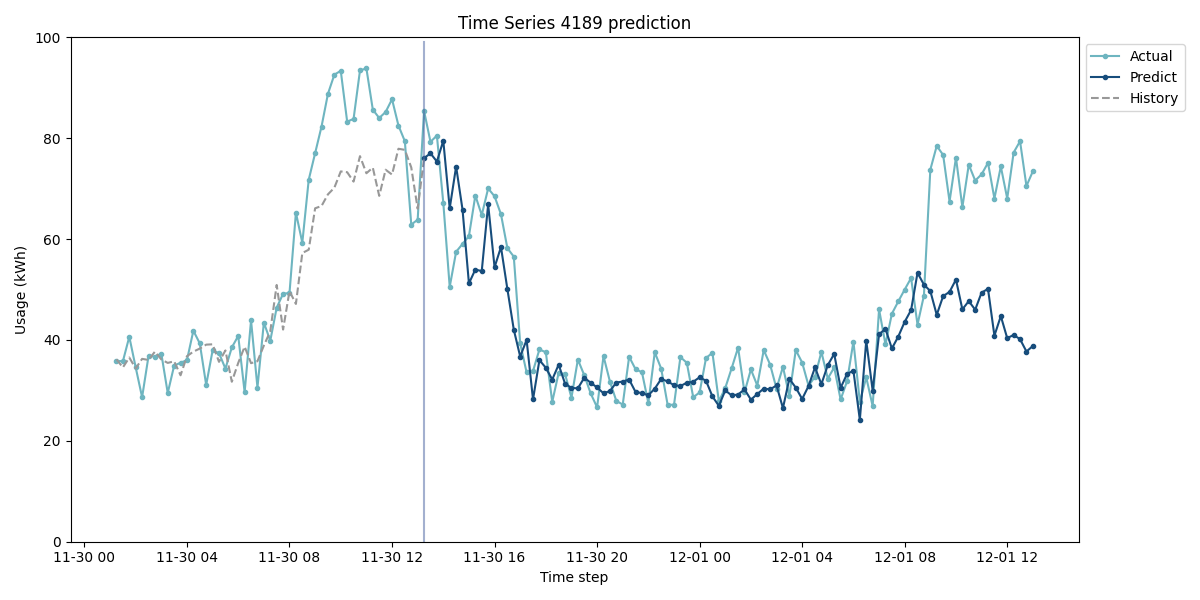 Time Series 4189 prediction
Usage (kWh)
100
80
60
40
20
0
11-30 00
11-30 04
11-30 08
11-30 12
11-30 16
11-30 20
12-01 00
12-01 04
12-01 08
12-01 12
Time step
Actual
Predict
History